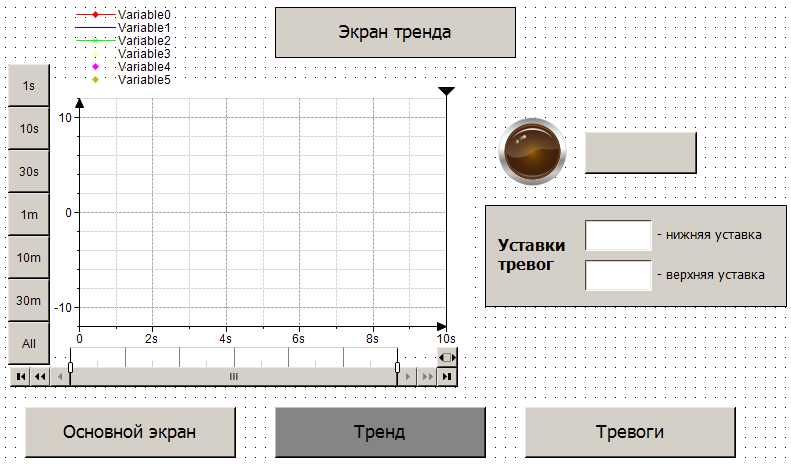 Variable0
Variable1
Variable2
Variable3
Variable4
Variable5
Экран тренда
1s
10s
30s
1m
10m
30m
All
10
0
-10
0
2s
4s
6s
8s
10s
Уставки
тревог
- нижняя уставка
- верхняя уставка
Основной экран
Тренд
Тревоги